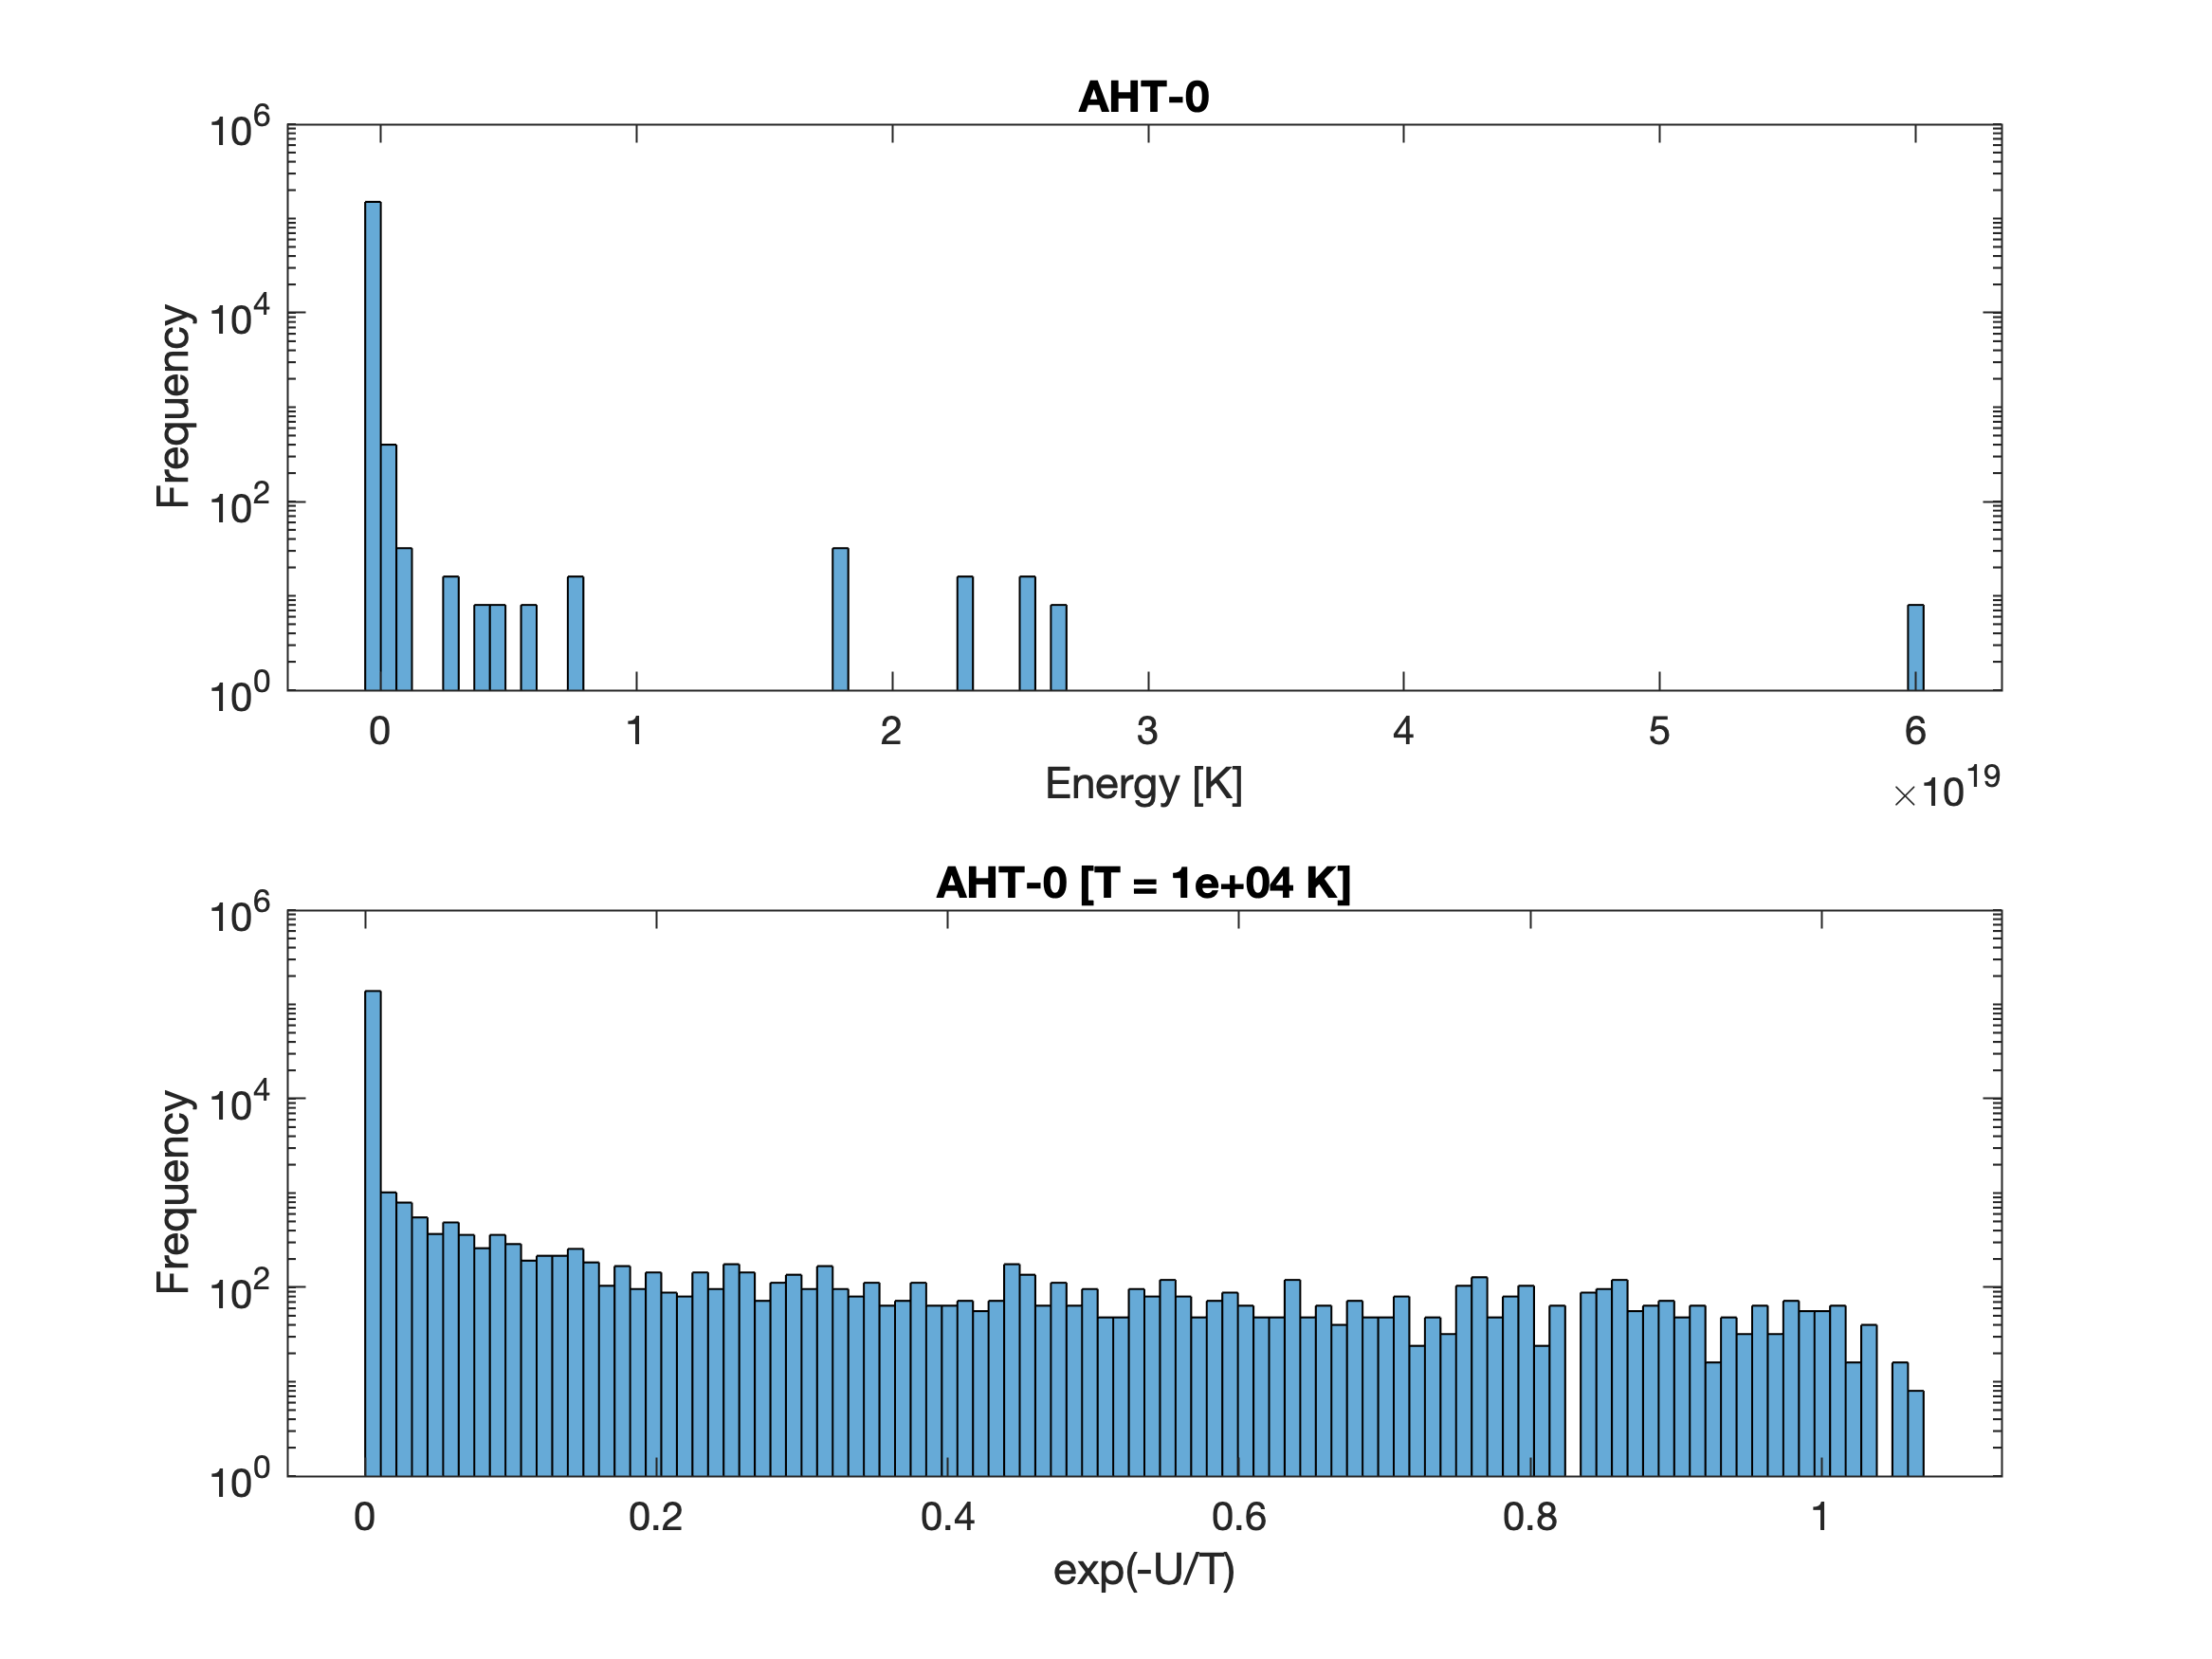 AHT-0
10^6
10^4
10^2
10^0
Frequency
0 1 2 3 4 5 6
Energy [K]
×10^19
AHT-0 [T = 1e+04 K]
10^6
10^4
10^2
10^0
Frequency
0 0.2 0.4 0.6 0.8 1
exp(-U/T)